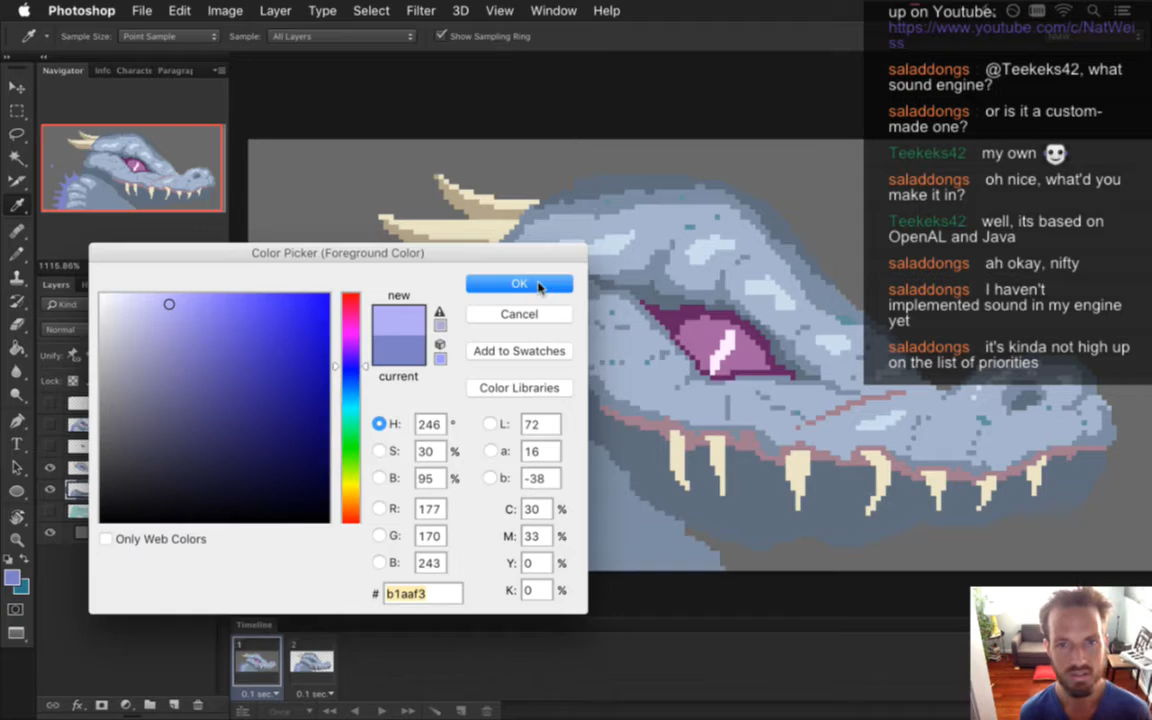 Photoshop File Edit Image Layer Type Select Filter 3D View Window Help
Sample Size: Point Sample Sample: All Layers Show Sampling Ring
Navigator Info Characte Paragraj
1115.86%
Layers
Kind
Normal
Unify:
Lock:
Color Picker (Foreground Color)
new
current
OK
Cancel
Add to Swatches
Color Libraries
H: 246 ° L: 72
S: 30 % a: 16
B: 95 % b: -38
R: 177 C: 30 %
G: 170 M: 33 %
B: 243 Y: 0 %
# b1aaf3 K: 0 %
Only Web Colors
Timeline
1 2
0.1 sec. 0.1 sec.
Once
up on Youtube.
https://www.youtube.com/c/NatWei
ss
saladdongs @Teekeks42, what
sound engine?
saladdongs or is it a custom-
made one?
Teekeks42 my own
saladdongs oh nice, what'd you
make it in?
Teekeks42 well, its based on
OpenAL and Java
saladdongs ah okay, nifty
saladdongs I haven't
implemented sound in my engine
yet
saladdongs it's kinda not high up
on the list of priorities